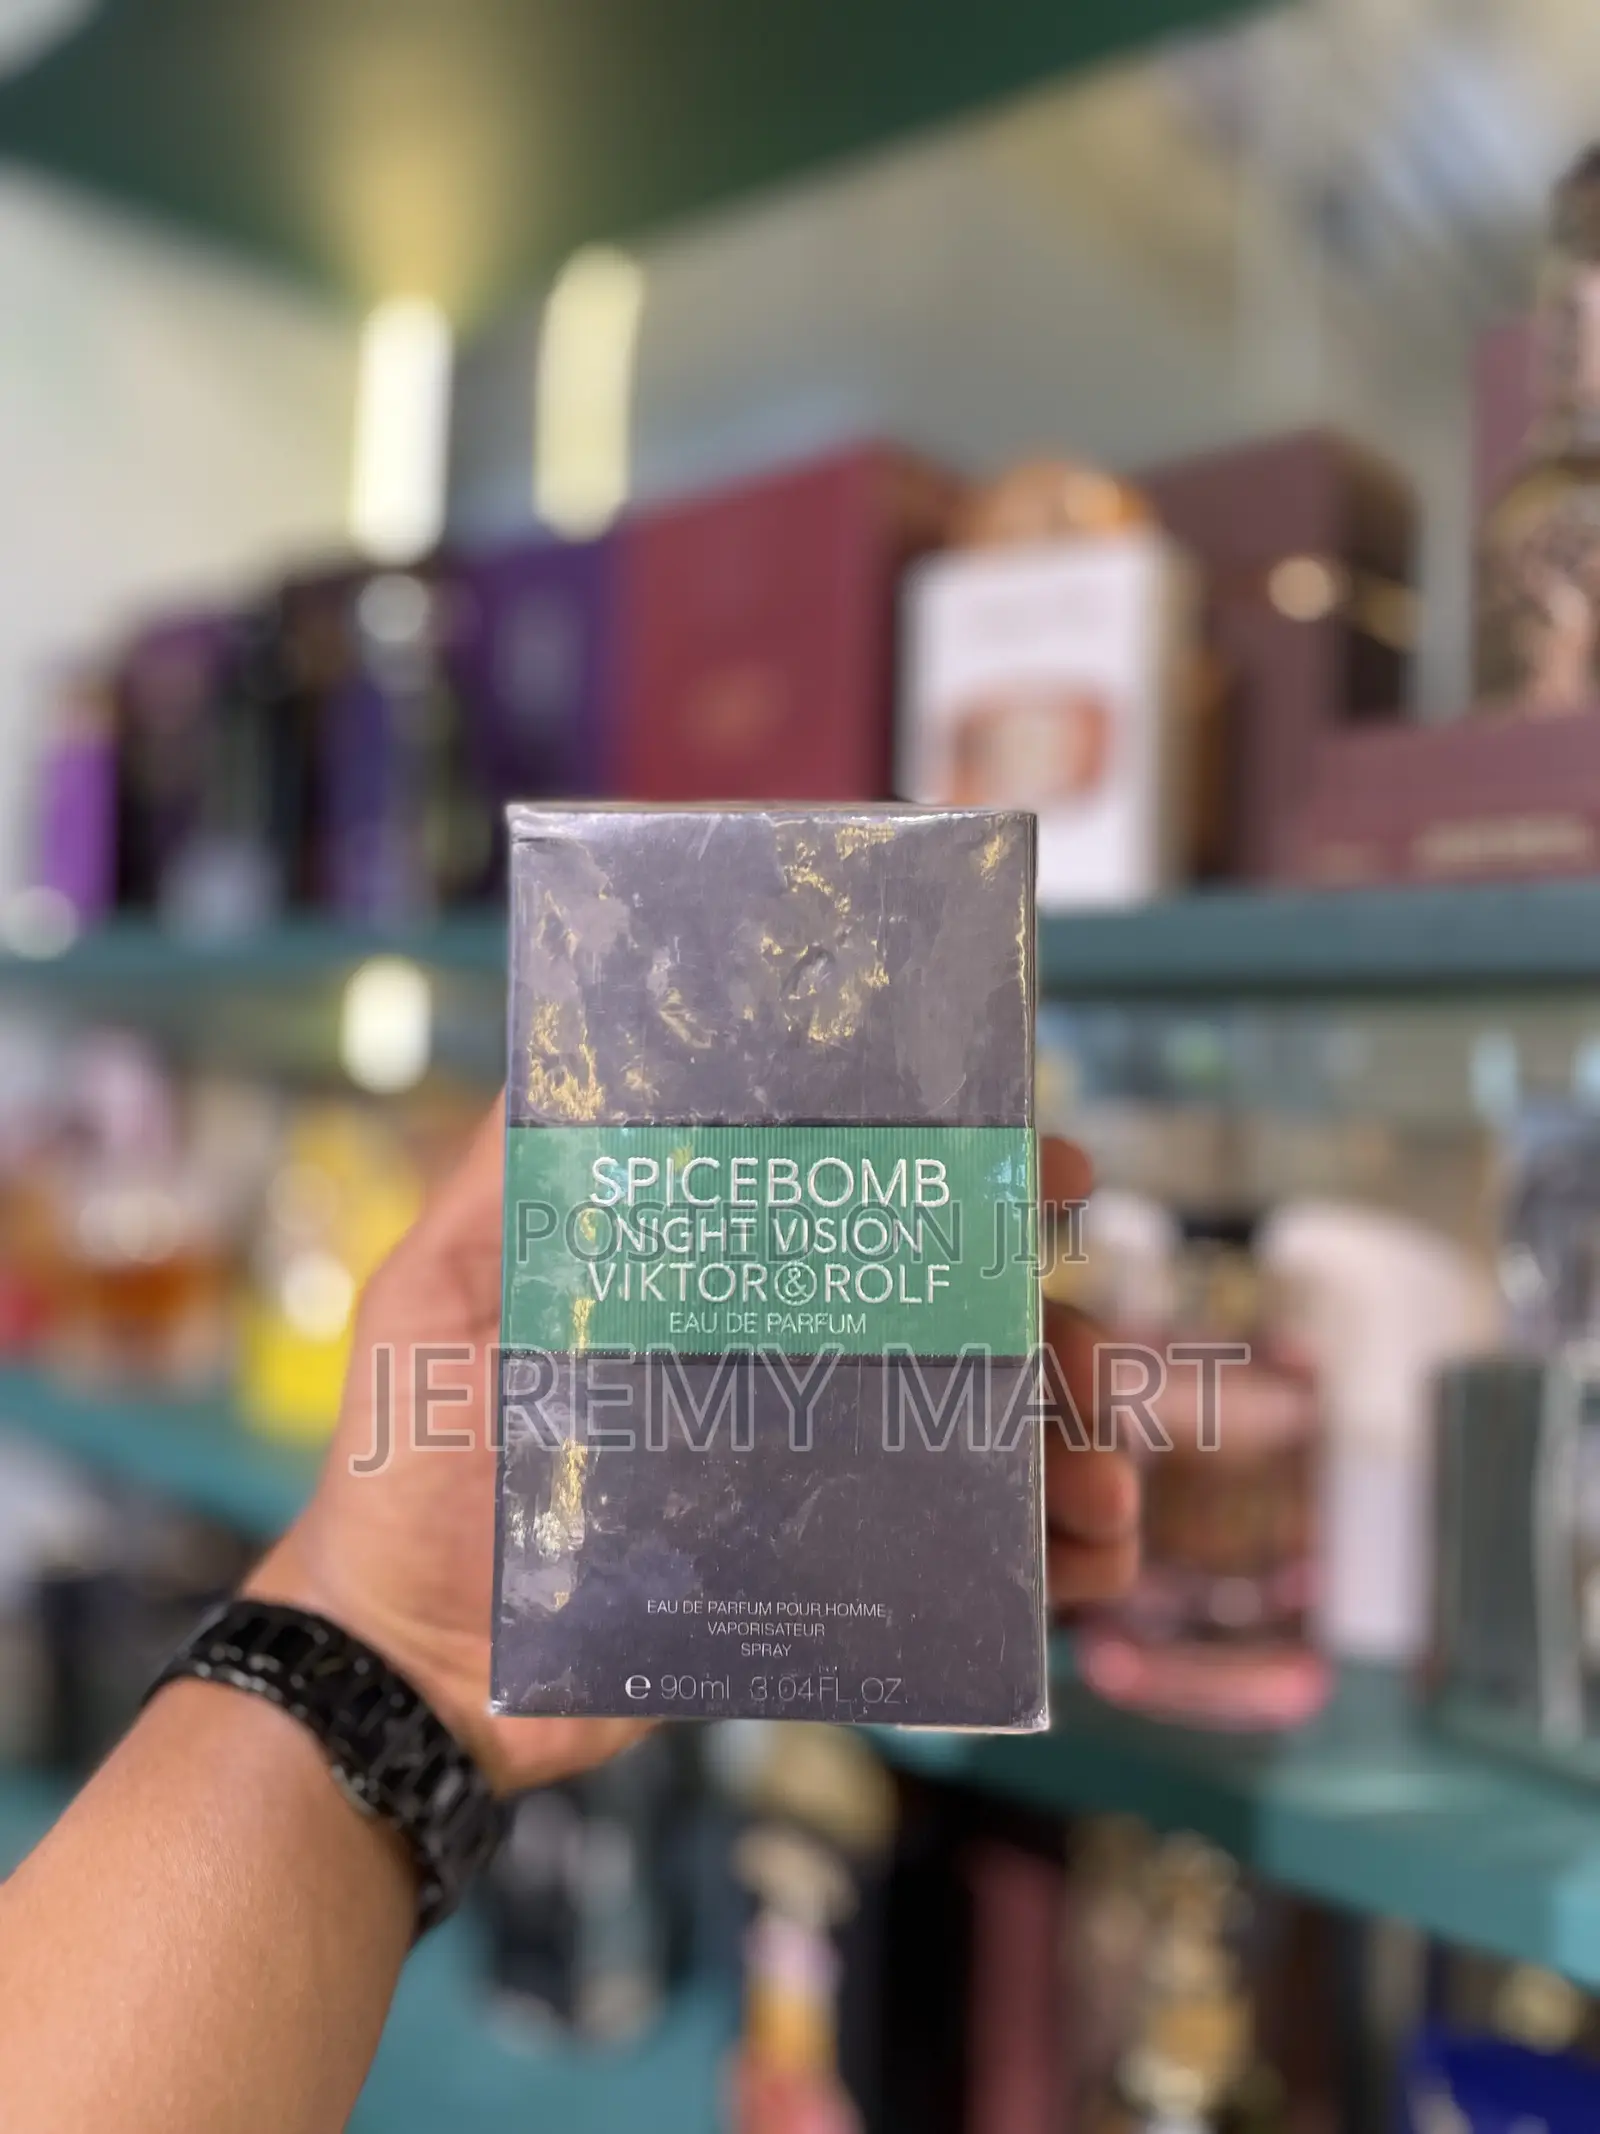 SPICEBOMB
POSTED ON JIJI
NIGHT VISION
VIKTOR&ROLF
EAU DE PARFUM
JEREMY MART
EAU DE PARFUM POUR HOMME
VAPORISATEUR
SPRAY
e 90ml 3.04FL.OZ.